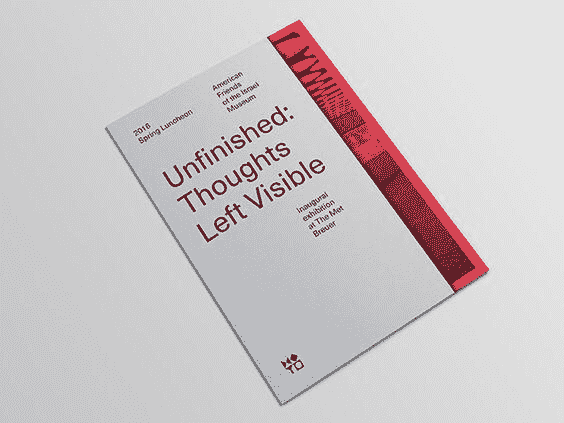 2016
Spring Luncheon
American
Friends
of the Israel
Museum
Unfinished:
Thoughts
Left Visible
Inaugural
exhibition
at The Met
Breuer